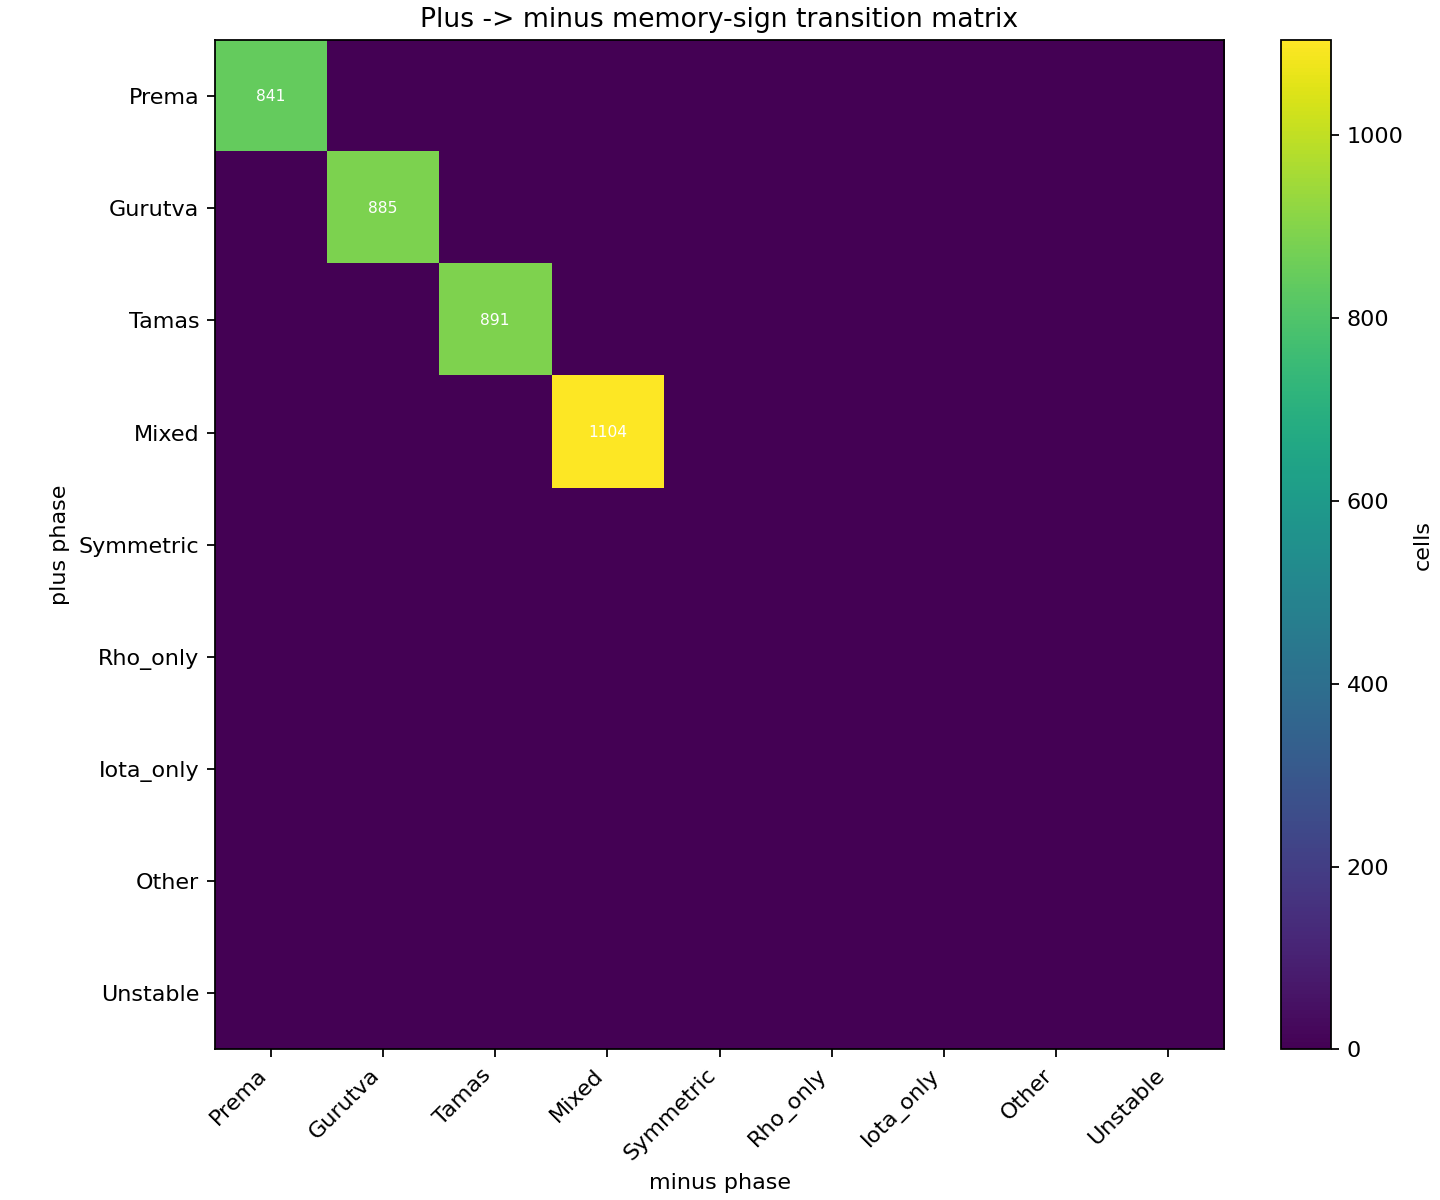 Plus -> minus memory-sign transition matrix
Prema
Gurutva
Tamas
Mixed
Symmetric
Rho_only
Iota_only
Other
Unstable
plus phase
841
885
891
1104
Prema
Gurutva
Tamas
Mixed
Symmetric
Rho_only
Iota_only
Other
Unstable
minus phase
1000
800
600
400
200
0
cells